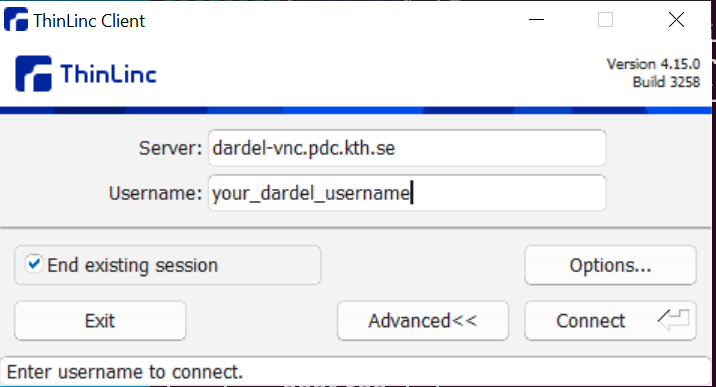 ThinLinc Client
ThinLinc
Version 4.15.0
Build 3258
Server: dardel-vnc.pdc.kth.se
Username: your_dardel_username
End existing session
Options...
Exit
Advanced<<
Connect
Enter username to connect.